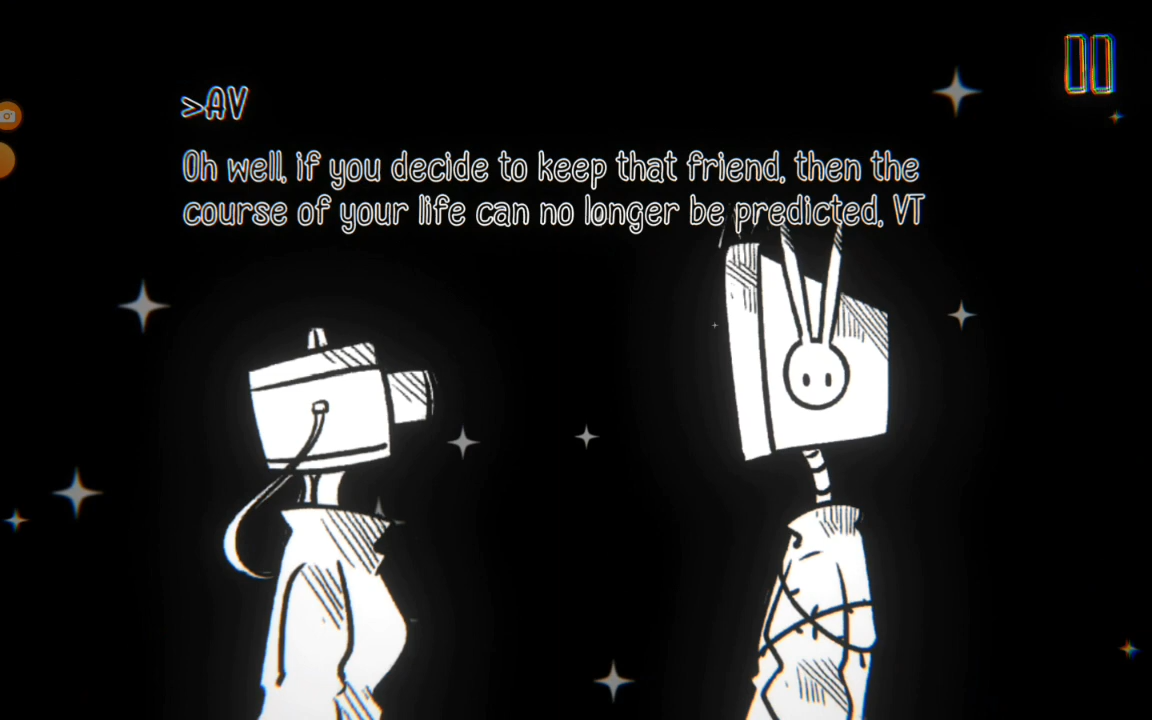 >AV
Oh well, if you decide to keep that friend, then the
course of your life can no longer be predicted, VT